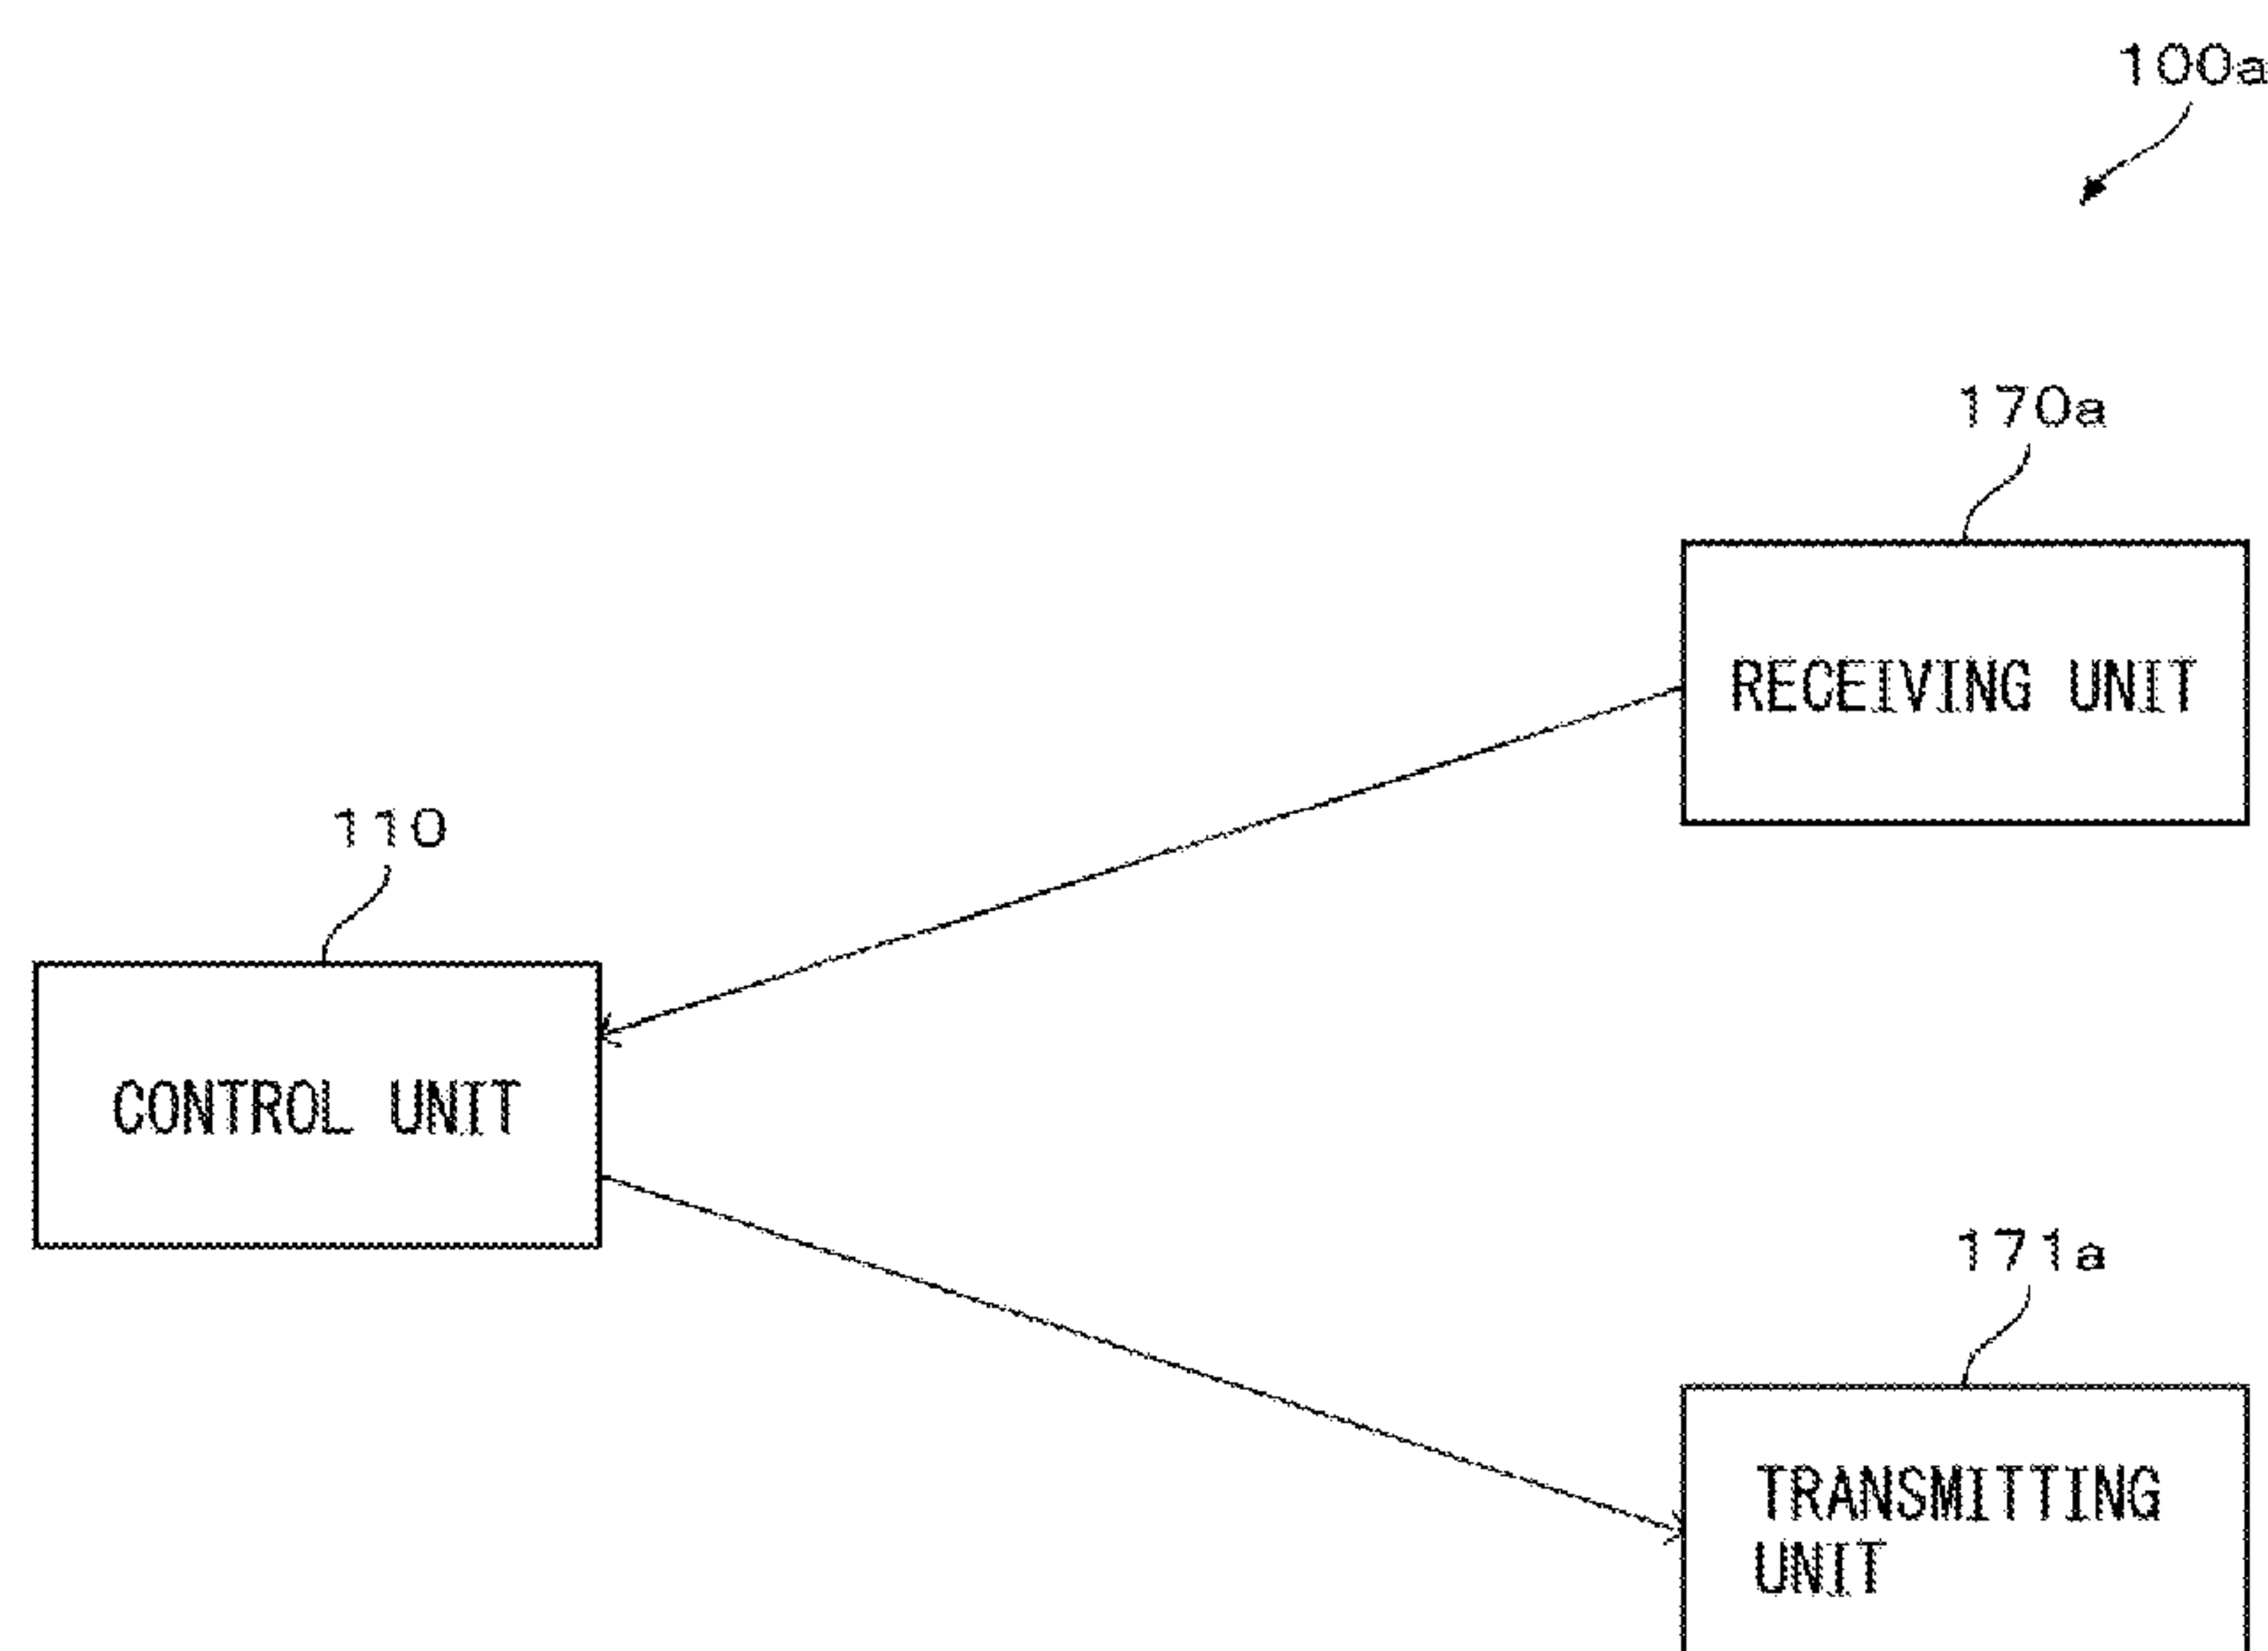 100a
170a
RECEIVING UNIT
110
CONTROL UNIT
171a
TRANSMITTING
UNIT